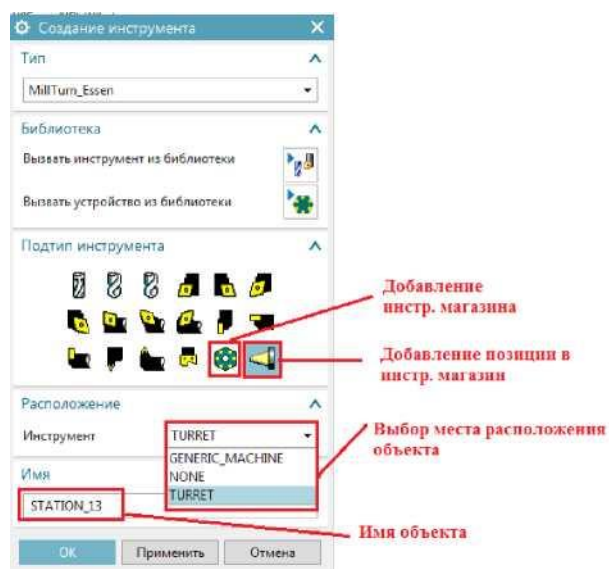 Создание инструмента
Тип
MillTurn_Essen
Библиотека
Вызвать инструмент из библиотеки
Вызвать устройство из библиотеки
Подтип инструмента
Добавление
инстр. магазина
Добавление позиции в
инстр. магазин
Расположение
Инструмент
TURRET
GENERIC_MACHINE
NONE
TURRET
Выбор места расположения
объекта
Имя
STATION_13
Имя объекта
OK
Применить
Отмена